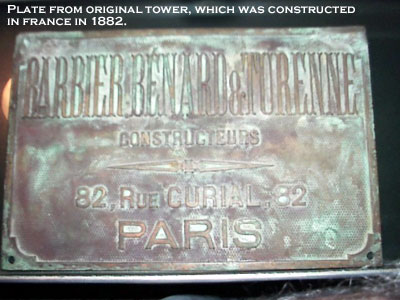 PLATE FROM ORIGINAL TOWER, WHICH WAS CONSTRUCTED
IN FRANCE IN 1882.
BARBIER, BENARD & TURENNE
CONSTRUCTEURS
82, RUE CURIAL, 82
PARIS